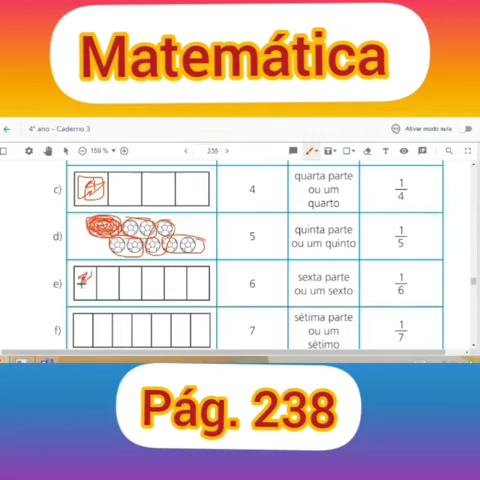 Matemática
4° ano - Caderno 3
Ativar modo aula
159 %
238
c)
4
quarta parte
ou um
quarto
1
4
d)
5
quinta parte
ou um quinto
1
5
e)
6
sexta parte
ou um sexto
1
6
f)
7
sétima parte
ou um
sétimo
1
7
Pág. 238